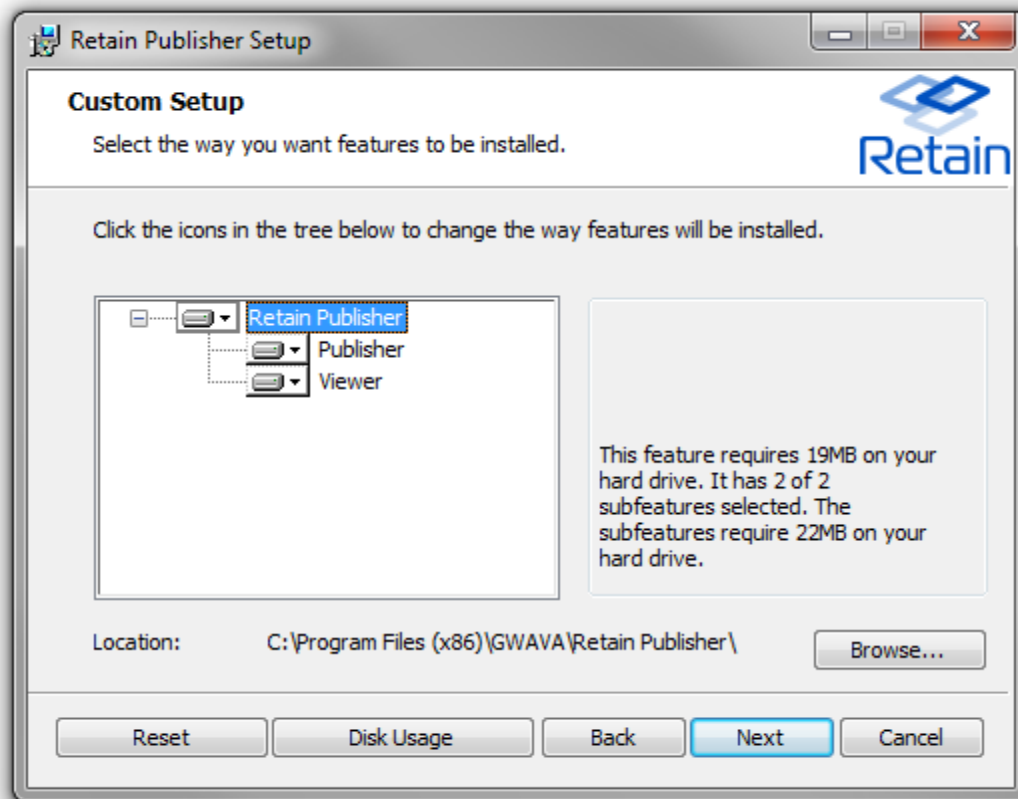 Retain Publisher Setup
Custom Setup
Select the way you want features to be installed.
Retain
Click the icons in the tree below to change the way features will be installed.
Retain Publisher
Publisher
Viewer
This feature requires 19MB on your
hard drive. It has 2 of 2
subfeatures selected. The
subfeatures require 22MB on your
hard drive.
Location: C:\Program Files (x86)\GWAVA\Retain Publisher\
Browse...
Reset Disk Usage Back Next Cancel